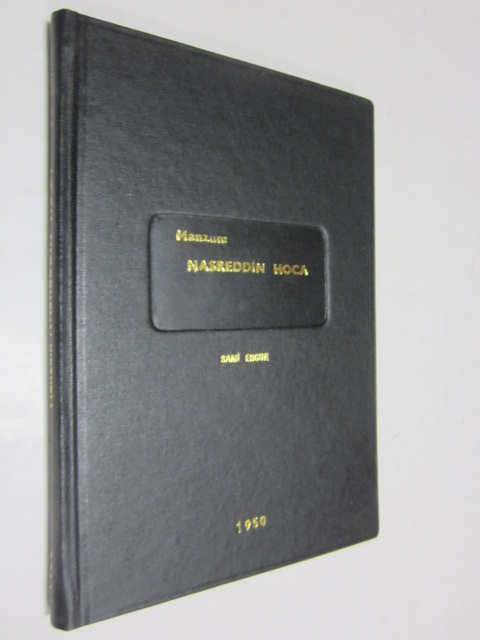 Manzum
NASREDDİN HOCA
SAMİ ERGUN
1950